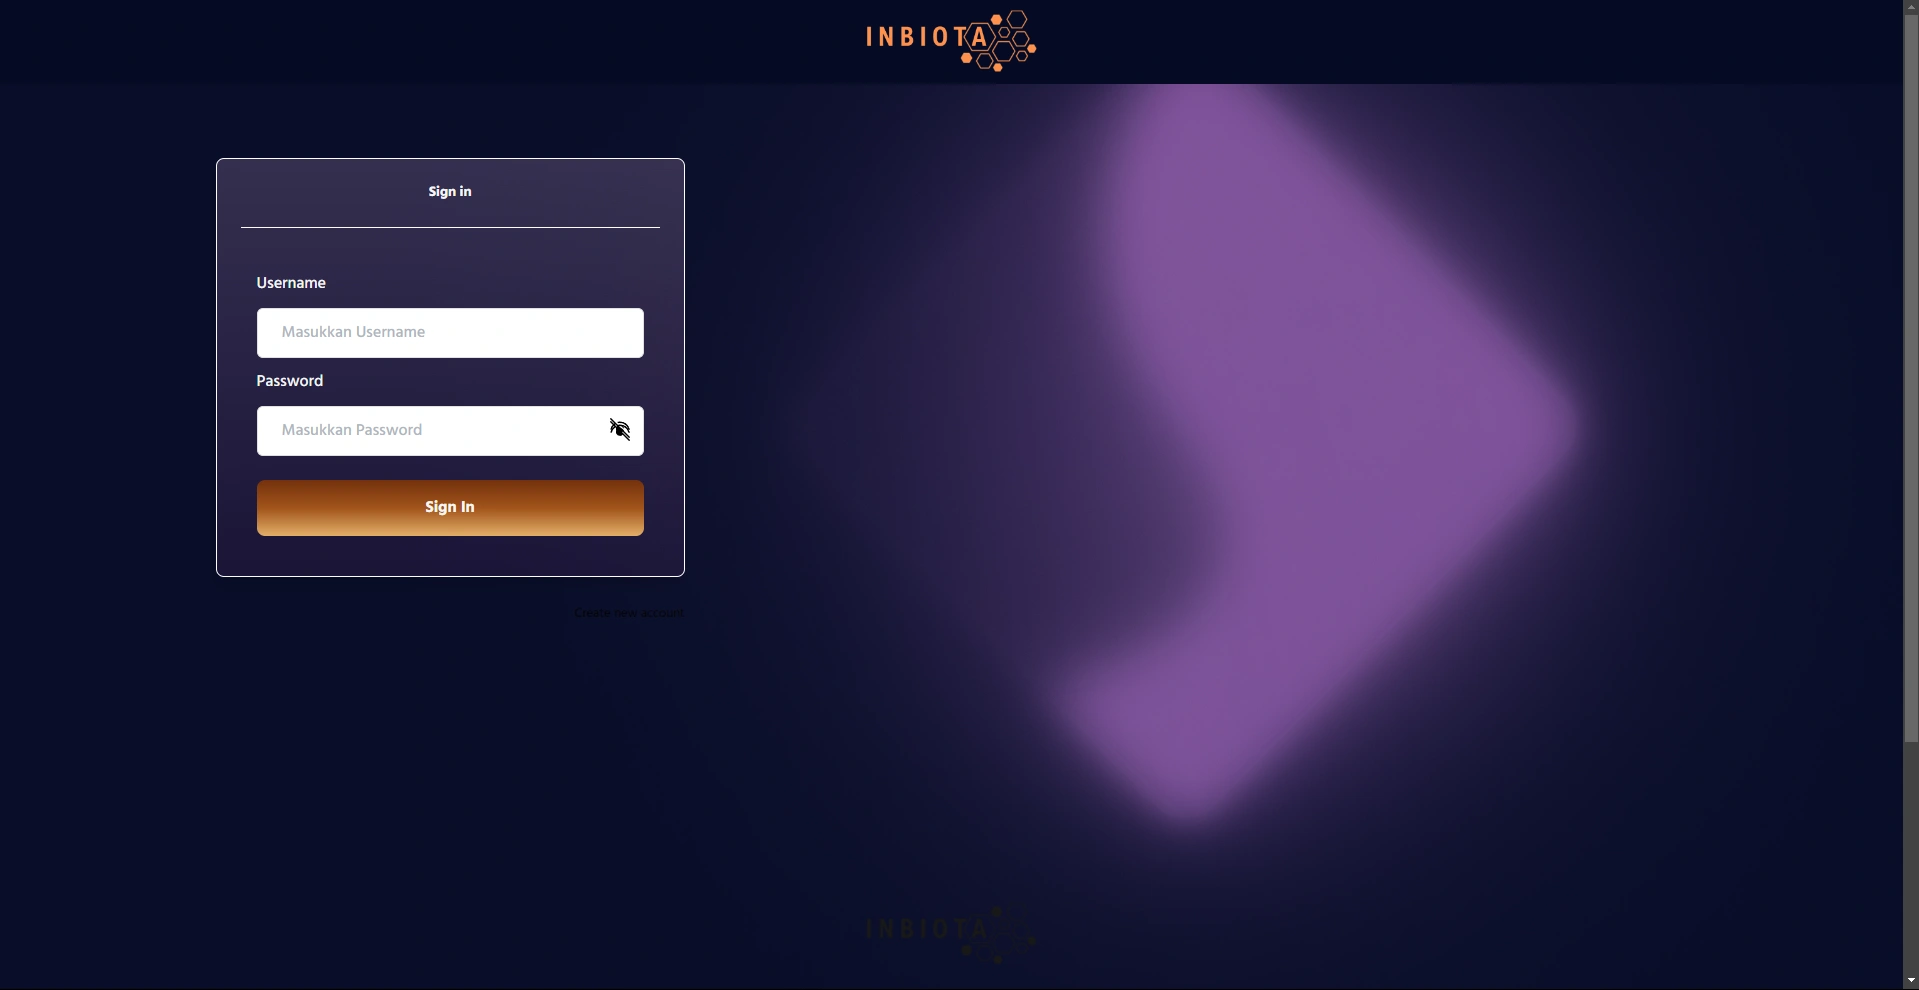 INBIOTA
Sign in
Username
Masukkan Username
Password
Masukkan Password
Sign In
Create new account
INBIOTA